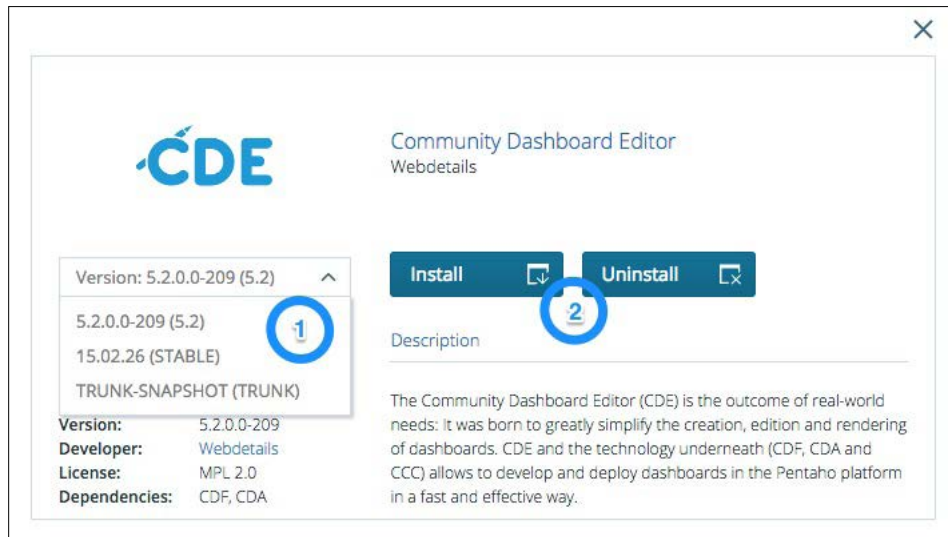 CDE
Community Dashboard Editor
Webdetails
Version: 5.2.0.0-209 (5.2)
5.2.0.0-209 (5.2)
15.02.26 (STABLE)
TRUNK-SNAPSHOT (TRUNK)
1
Version: 5.2.0.0-209
Developer: Webdetails
License: MPL 2.0
Dependencies: CDF, CDA
Install
Uninstall
2
Description
The Community Dashboard Editor (CDE) is the outcome of real-world
needs: It was born to greatly simplify the creation, edition and rendering
of dashboards. CDE and the technology underneath (CDF, CDA and
CCC) allows to develop and deploy dashboards in the Pentaho platform
in a fast and effective way.